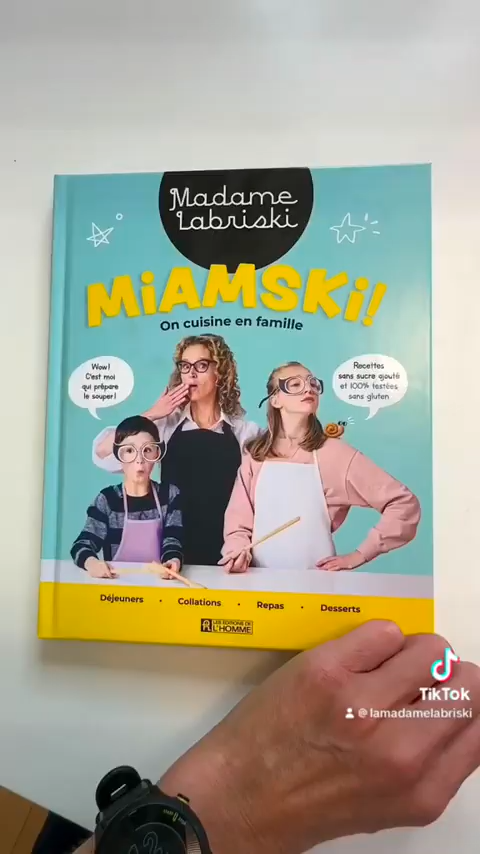 Madame
Labriski
MiAMSKi!
On cuisine en famille
Wow!
C'est moi
qui prépare
le souper!
Recettes
sans sucre ajouté
et 100% testées
sans gluten
Déjeuners • Collations • Repas • Desserts
LES ÉDITIONS DE
L'HOMME
TikTok
@lamadamelabriski